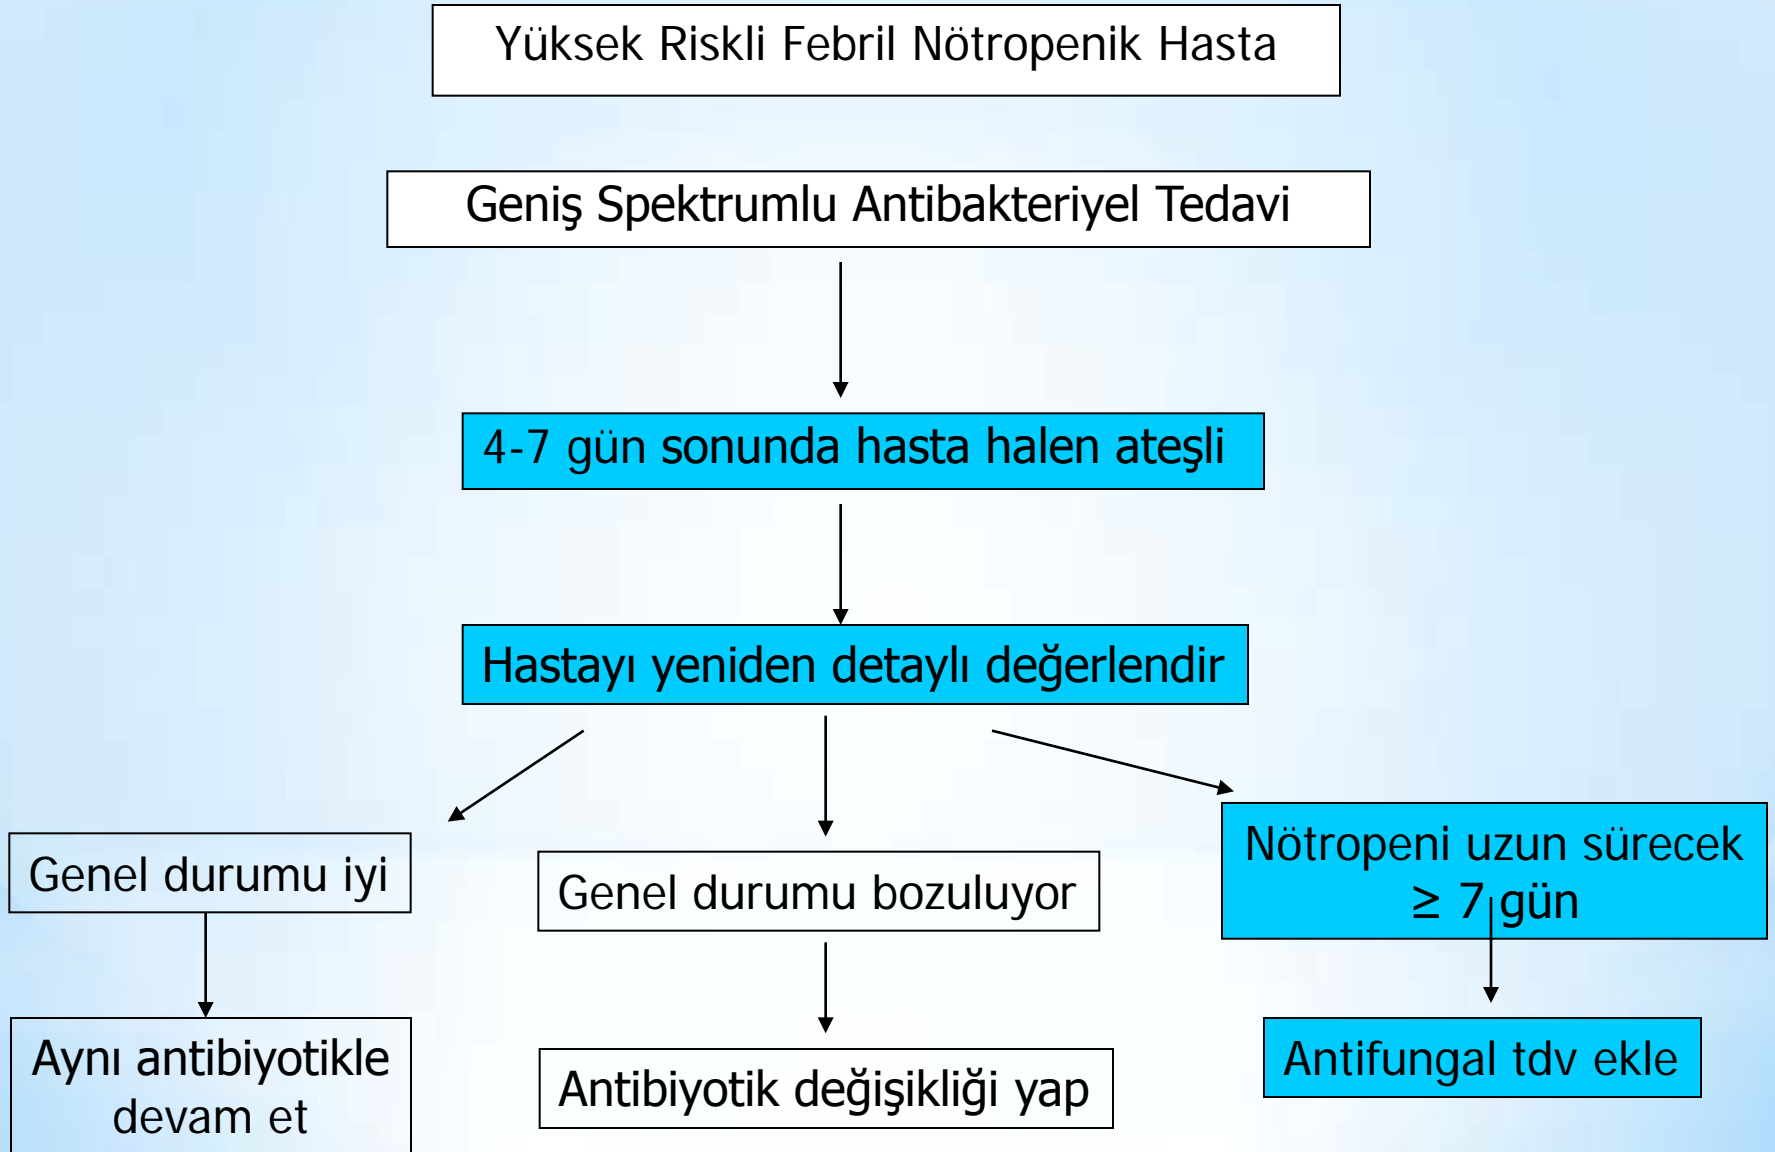 Yüksek Riskli Febril Nötropenik Hasta
Geniş Spektrumlu Antibakteriyel Tedavi
4-7 gün sonunda hasta halen ateşli
Hastayı yeniden detaylı değerlendir
Genel durumu iyi
Genel durumu bozuluyor
Nötropeni uzun sürecek
≥ 7 gün
Aynı antibiyotikle
devam et
Antibiyotik değişikliği yap
Antifungal tdv ekle